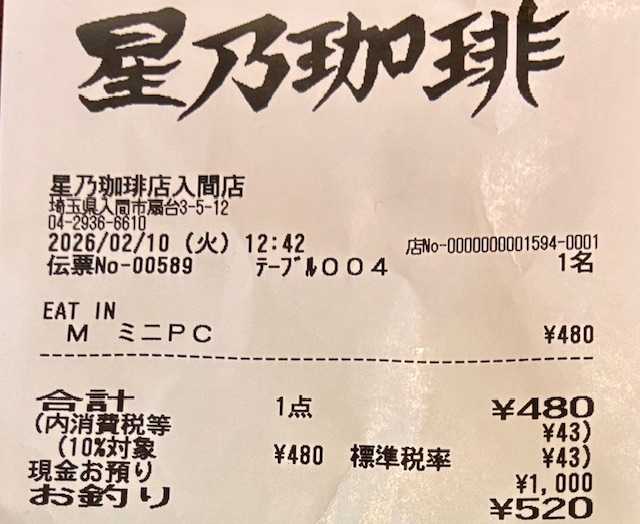 星乃珈琲
星乃珈琲店入間店
埼玉県入間市扇台3-5-12
04-2936-6610
2026/02/10 (火) 12:42 店No-0000000001594-0001
伝票No-00589 テーブル004 1名
EAT IN
M ミニPC ¥480
合計 1点 ¥480
(内消費税等 ¥43)
(10%対象 ¥480 標準税率 ¥43)
現金お預り ¥1,000
お釣り ¥520